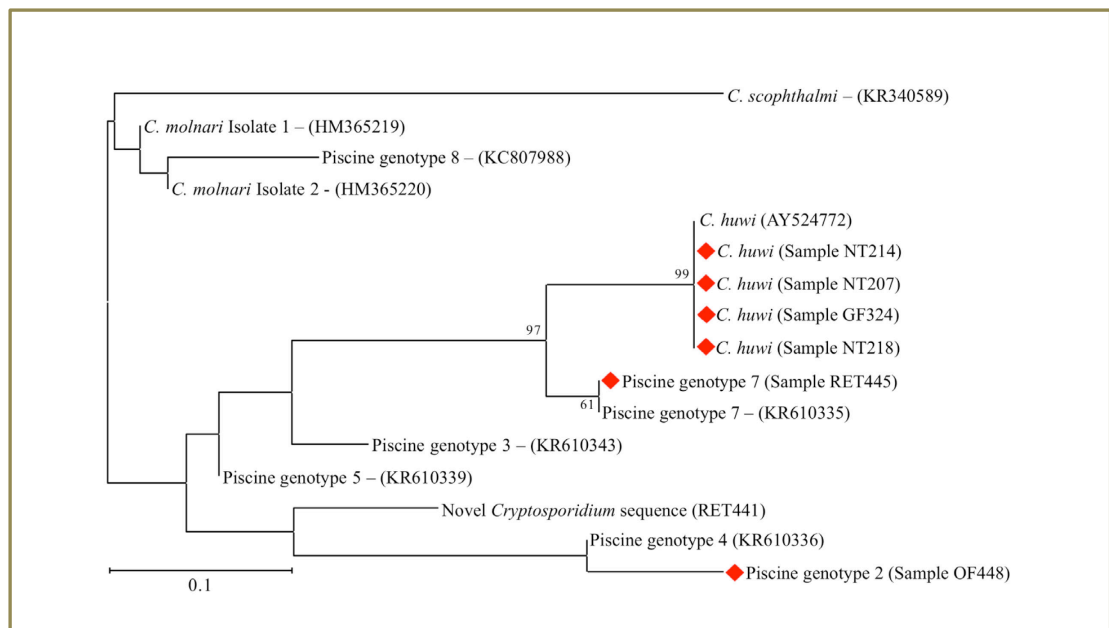 C. scophthalmi – (KR340589)
C. molnari Isolate 1 – (HM365219)
Piscine genotype 8 – (KC807988)
C. molnari Isolate 2 - (HM365220)
C. huwi (AY524772)
C. huwi (Sample NT214)
99
C. huwi (Sample NT207)
C. huwi (Sample GF324)
97
C. huwi (Sample NT218)
Piscine genotype 7 (Sample RET445)
61
Piscine genotype 7 – (KR610335)
Piscine genotype 3 – (KR610343)
Piscine genotype 5 – (KR610339)
Novel Cryptosporidium sequence (RET441)
Piscine genotype 4 (KR610336)
Piscine genotype 2 (Sample OF448)
0.1